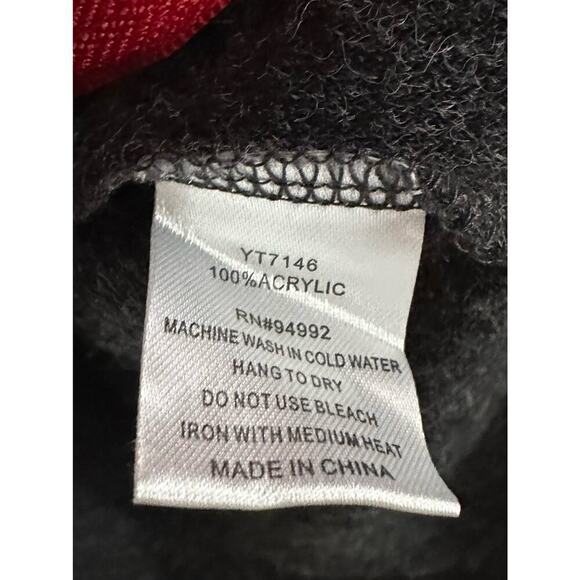 YT7146
100%ACRYLIC
RN#94992
MACHINE WASH IN COLD WATER
HANG TO DRY
DO NOT USE BLEACH
IRON WITH MEDIUM HEAT
MADE IN CHINA